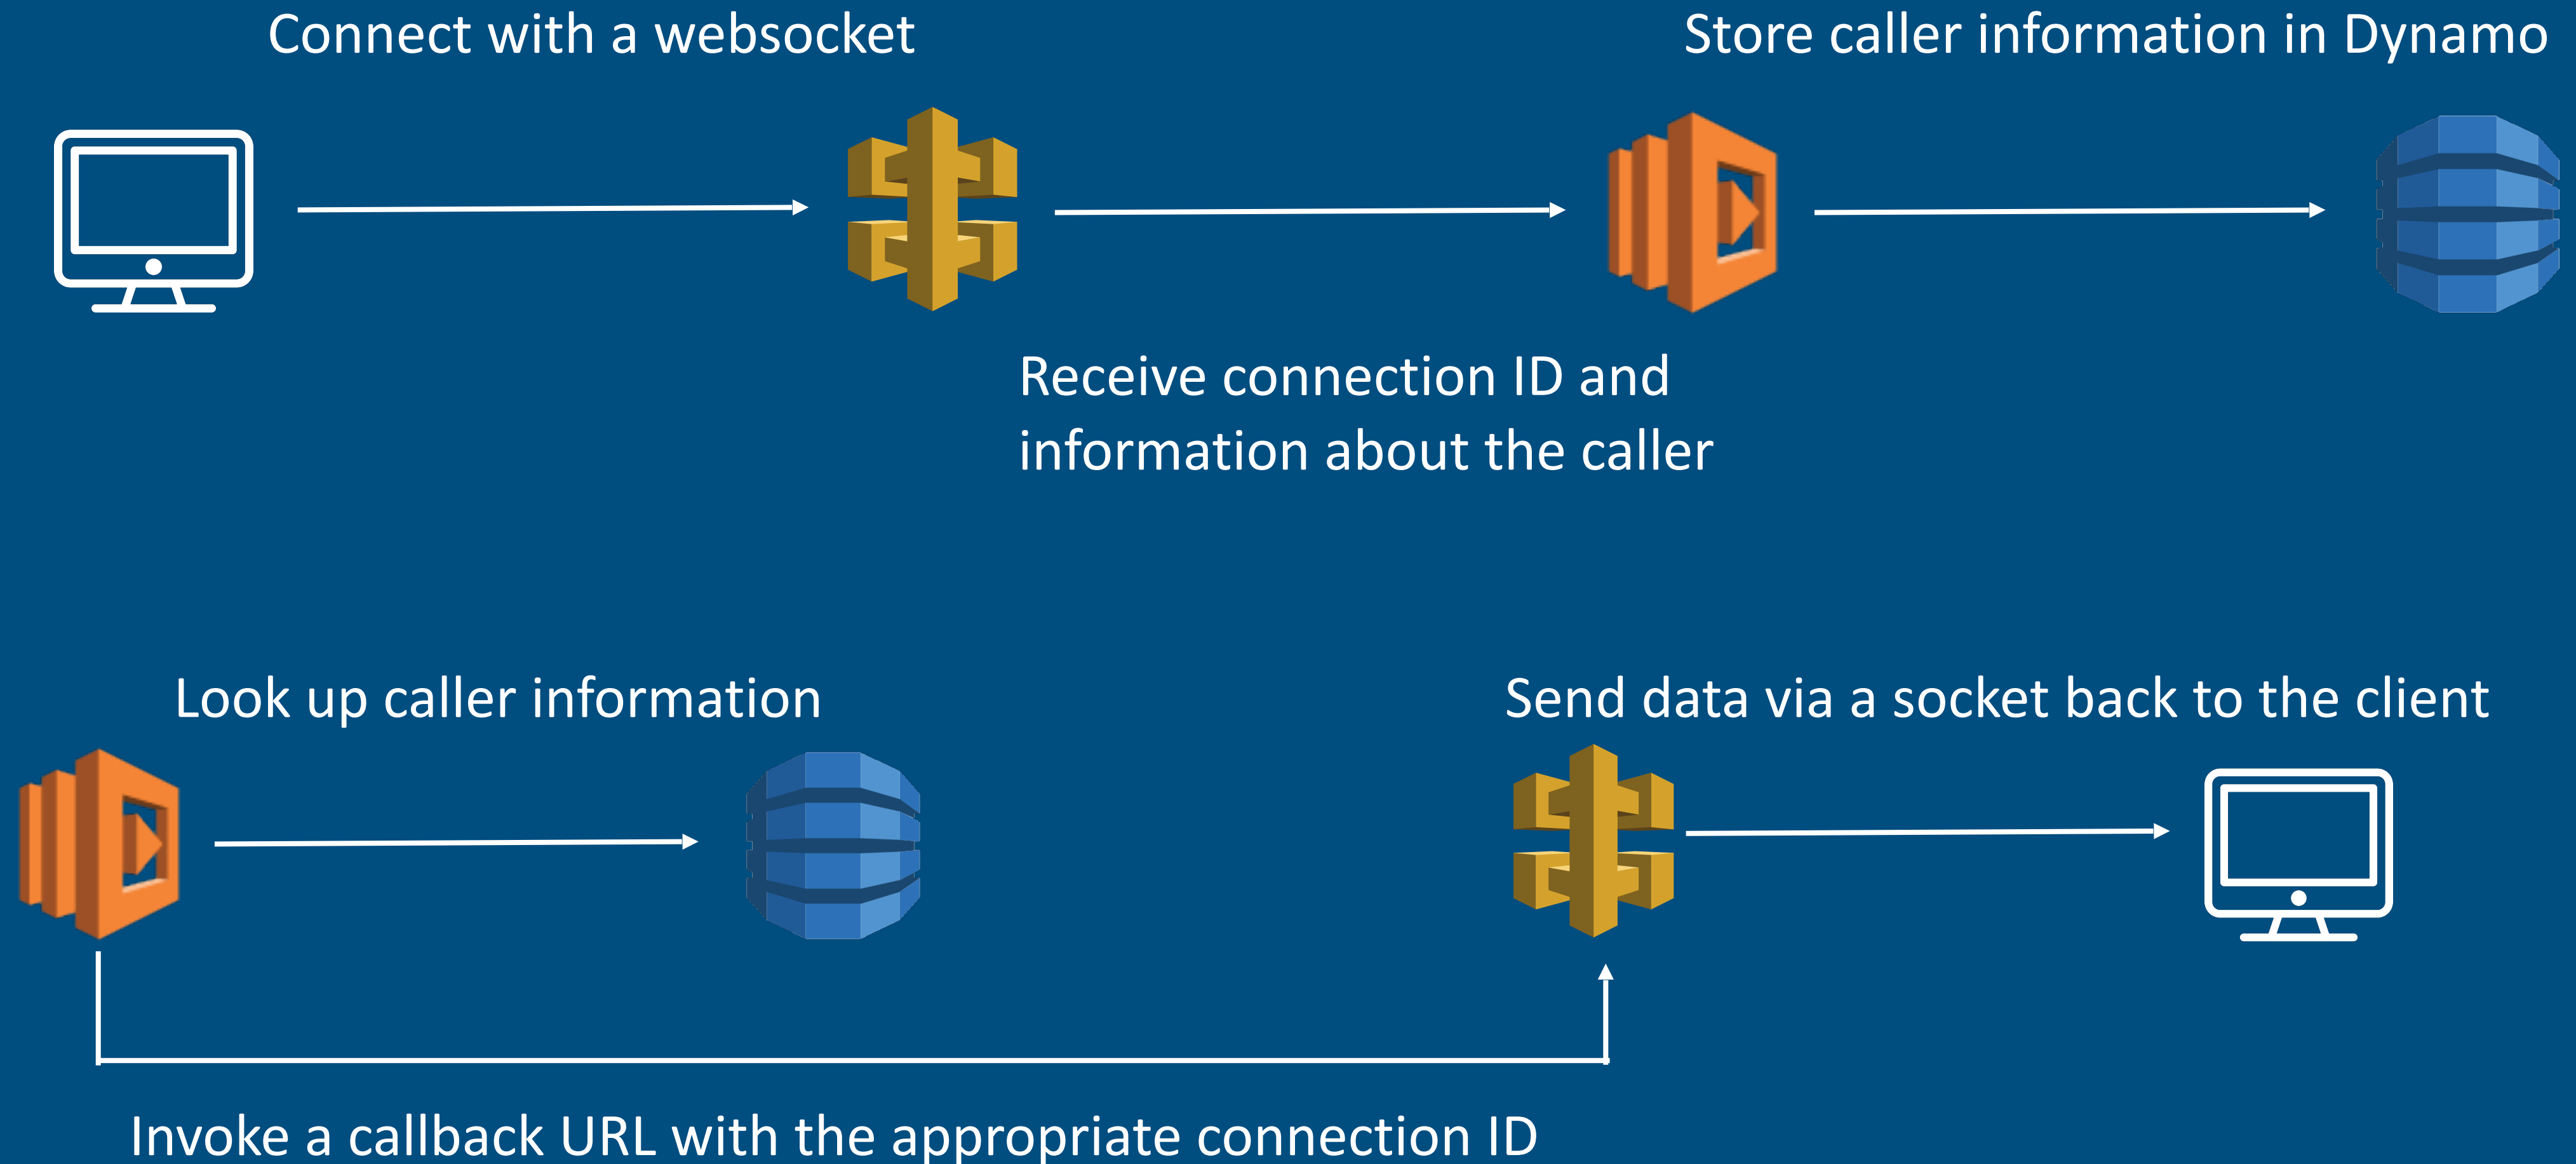 Connect with a websocket
Store caller information in Dynamo
Receive connection ID and
information about the caller
Look up caller information
Send data via a socket back to the client
Invoke a callback URL with the appropriate connection ID